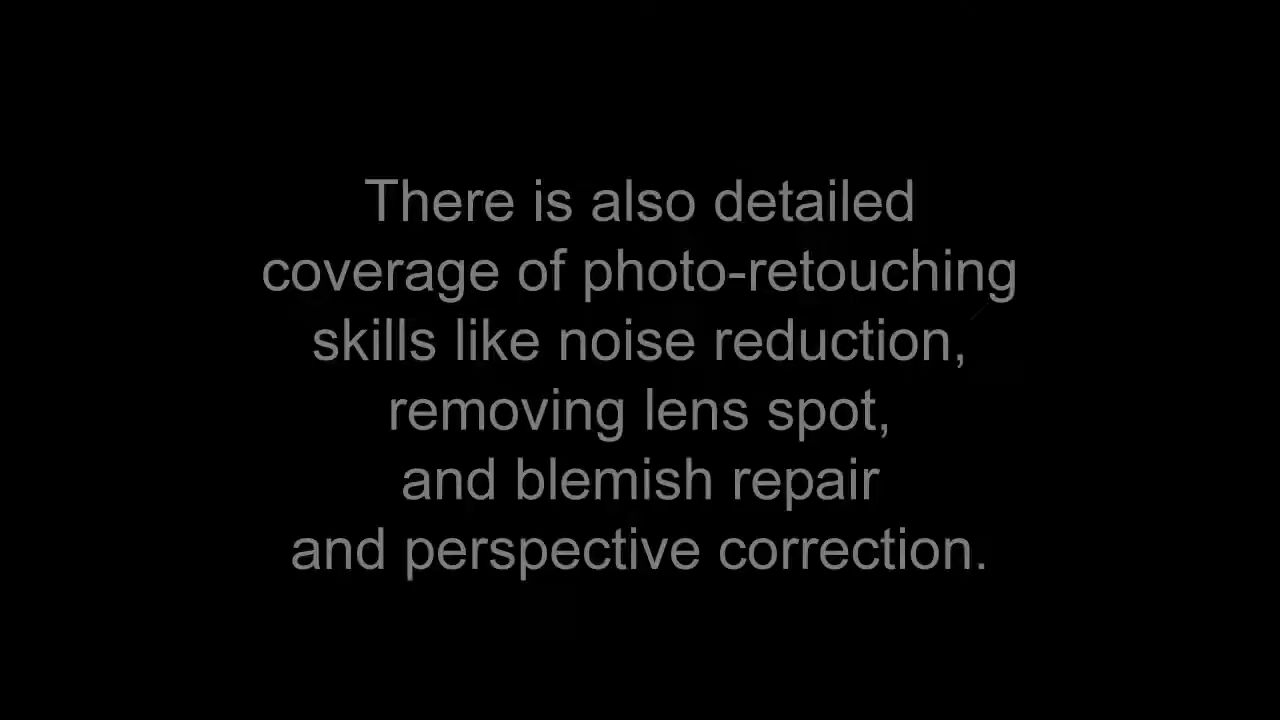 There is also detailed
coverage of photo-retouching
skills like noise reduction,
removing lens spot,
and blemish repair
and perspective correction.